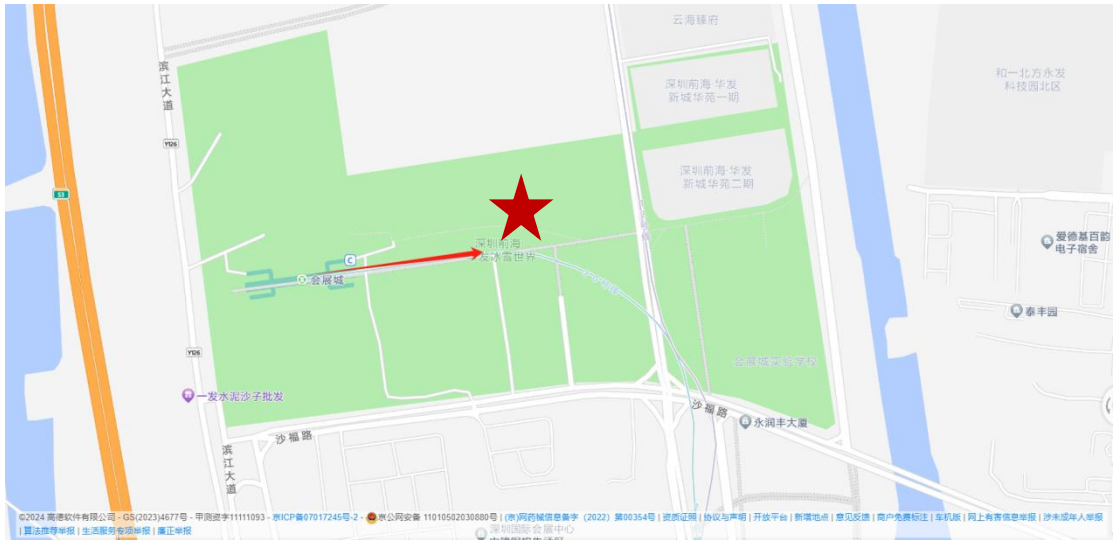 云海臻府
滨
江
大
道
深圳前海·华发
新城华苑一期
和一北方永发
科技园北区
Y126
深圳前海·华发
新城华苑二期
S3
爱德基百韵
电子宿舍
深圳前海
发冰雪世界
C
会展城
泰丰园
Y126
会展城实验学校
一发水泥沙子批发
沙福路
永润丰大厦
沙福路
滨
江
大
道
©2024 高德软件有限公司 - GS(2023)4677号 - 甲测资字11111093 - 京ICP备07017245号-2 - 京公网安备 11010502030880号 | (京)网药械信息备字（2022）第00354号 | 资质证照 | 协议与声明 | 开放平台 | 新增地点 | 意见反馈 | 商户免费标注 | 车机版 | 网上有害信息举报 | 涉未成年人举报
| 算法推荐举报 | 生活服务专项举报 | 廉正举报
深圳国际会展中心